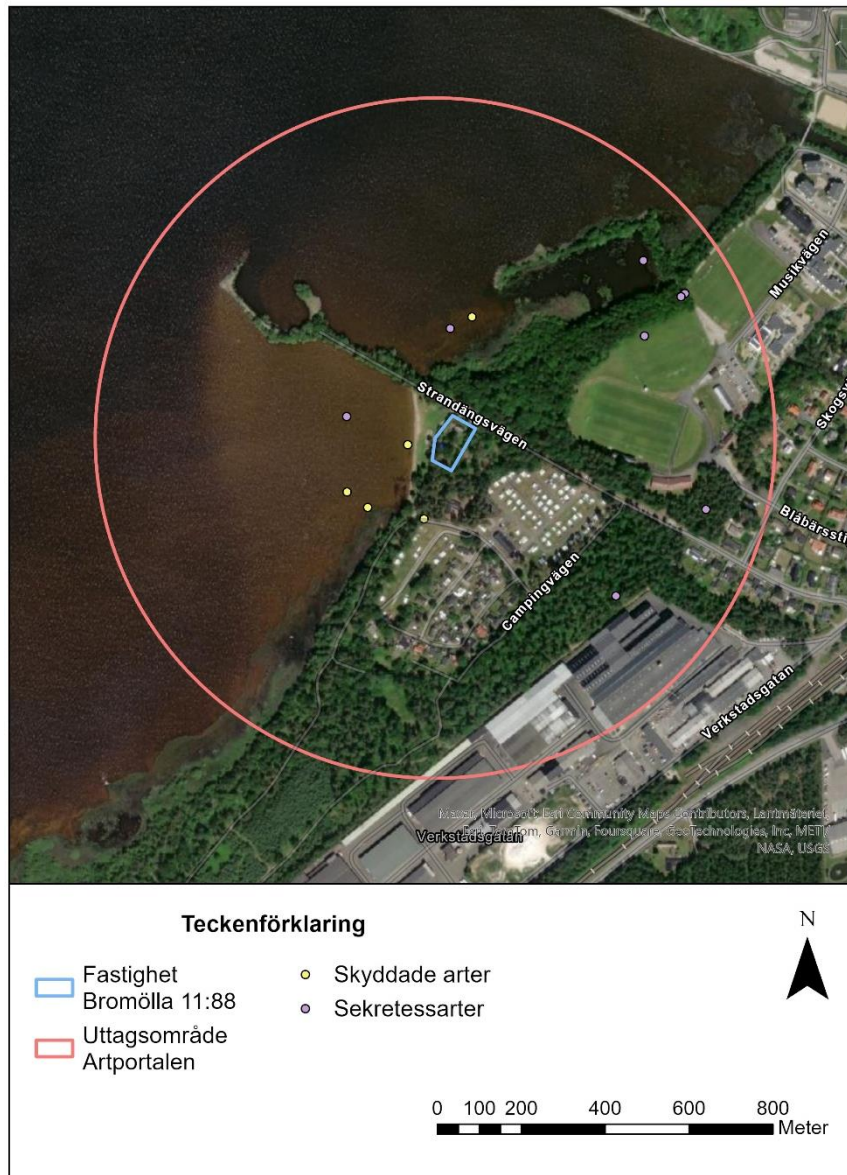 Musikvägen
Skogsv
Strandängsvägen
Blåbärssti
Campingvägen
Verkstadsgatan
Maxar, Microsoft, Esri Community Maps Contributors, Lantmäteriet,
Esri, TomTom, Garmin, Foursquare, GeoTechnologies, Inc, METI/
NASA, USGS
Verkstadsgatan
Teckenförklaring
Fastighet
Bromölla 11:88
Uttagsområde
Artportalen
Skyddade arter
Sekretessarter
N
0 100 200 400 600 800
Meter